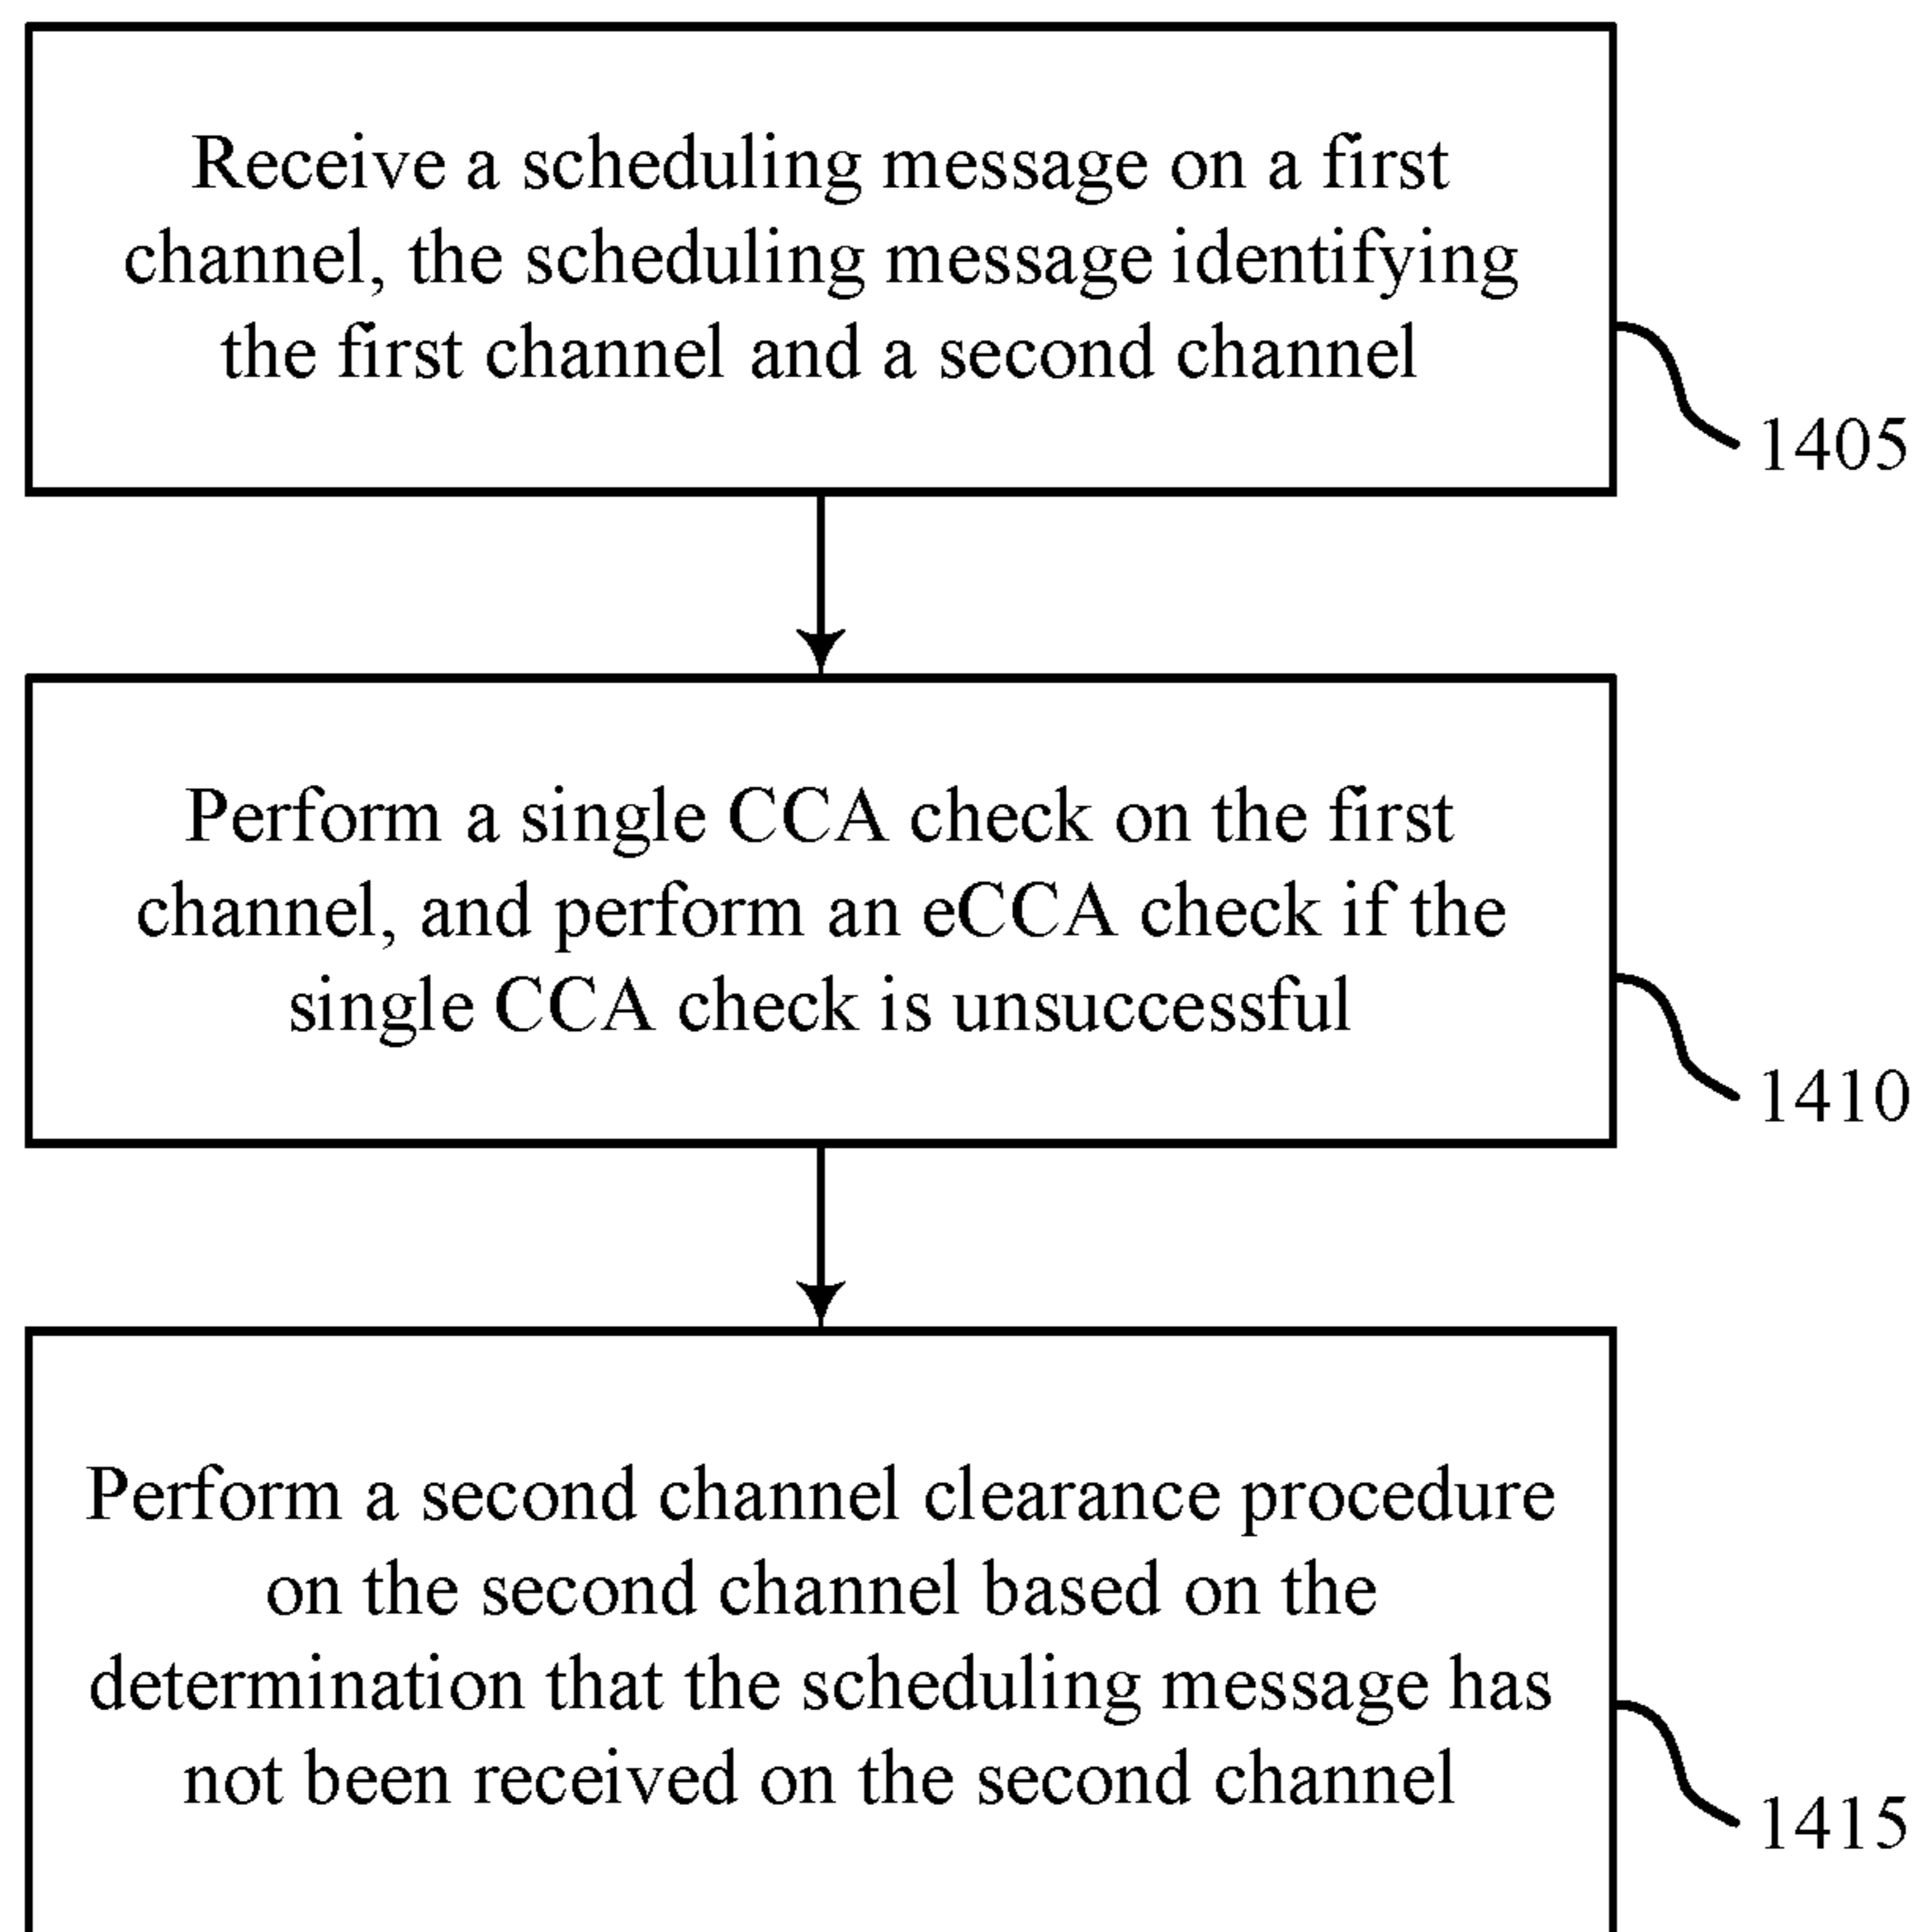 Receive a scheduling message on a first
channel, the scheduling message identifying
the first channel and a second channel
1405
Perform a single CCA check on the first
channel, and perform an eCCA check if the
single CCA check is unsuccessful
1410
Perform a second channel clearance procedure
on the second channel based on the
determination that the scheduling message has
not been received on the second channel
1415